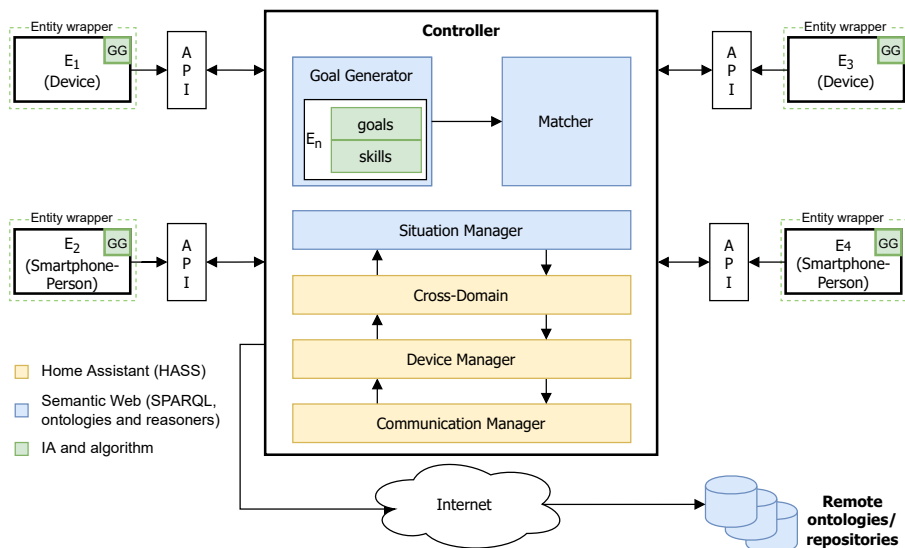 Entity wrapper
GG
E1
(Device)
A
P
I
Controller
Goal Generator
En
goals
skills
Matcher
A
P
I
Entity wrapper
GG
E3
(Device)
Entity wrapper
GG
E2
(Smartphone-
Person)
A
P
I
Situation Manager
Cross-Domain
Device Manager
Communication Manager
A
P
I
Entity wrapper
GG
E4
(Smartphone-
Person)
Home Assistant (HASS)
Semantic Web (SPARQL,
ontologies and reasoners)
IA and algorithm
Internet
Remote
ontologies/
repositories